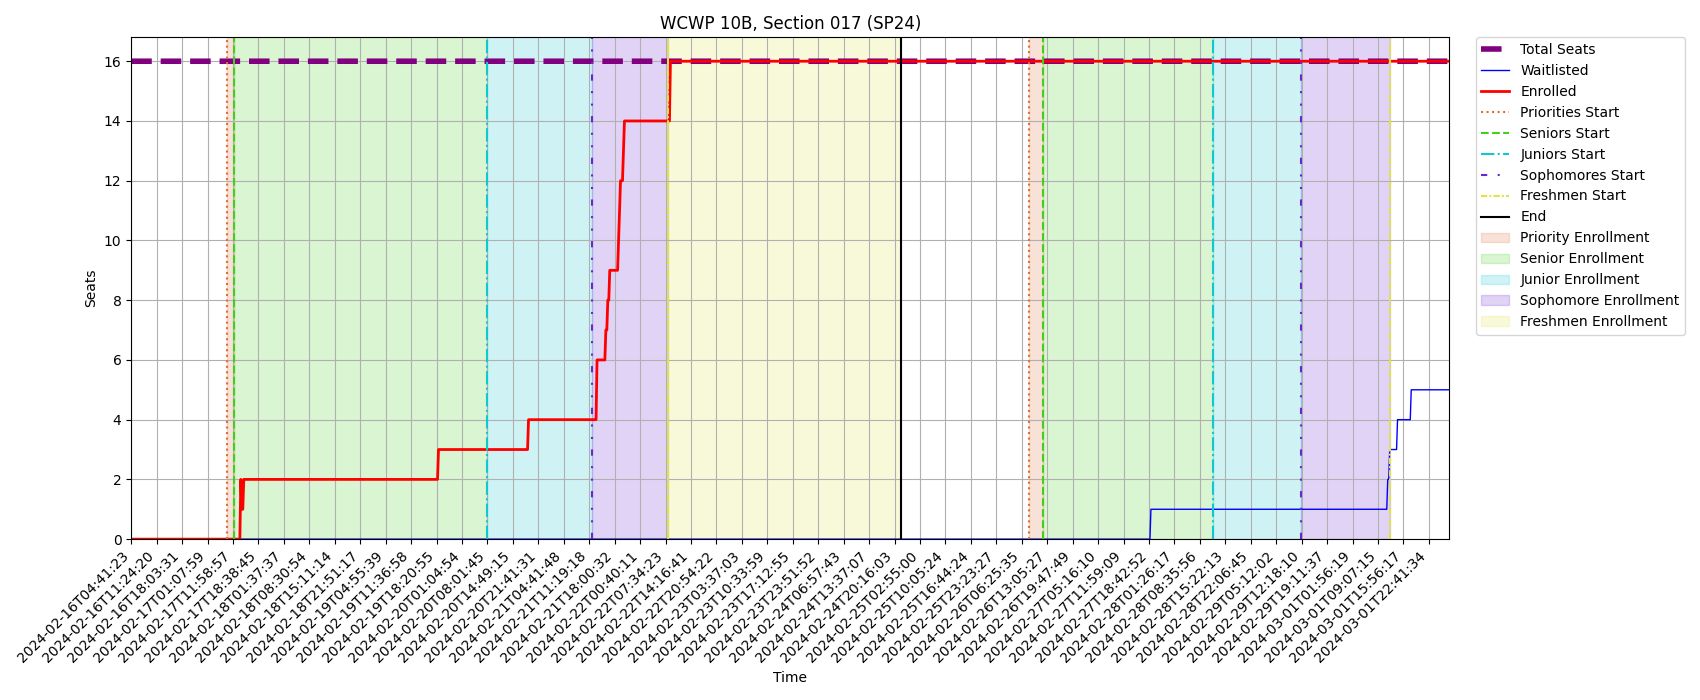 WCWP 10B, Section 017 (SP24)
Total Seats
Waitlisted
Enrolled
Priorities Start
Seniors Start
Juniors Start
Sophomores Start
Freshmen Start
End
Priority Enrollment
Senior Enrollment
Junior Enrollment
Sophomore Enrollment
Freshmen Enrollment
Seats
16
14
12
10
8
6
4
2
0
2024-02-16T04:41:23
2024-02-16T11:24:20
2024-02-16T18:03:31
2024-02-17T01:07:59
2024-02-17T11:58:57
2024-02-17T18:38:45
2024-02-18T01:37:37
2024-02-18T08:30:54
2024-02-18T15:11:14
2024-02-18T21:51:17
2024-02-19T04:55:39
2024-02-19T11:36:58
2024-02-19T18:20:55
2024-02-20T01:04:54
2024-02-20T08:01:45
2024-02-20T14:49:15
2024-02-20T21:41:31
2024-02-21T04:41:48
2024-02-21T11:19:18
2024-02-21T18:00:32
2024-02-22T00:40:11
2024-02-22T07:34:23
2024-02-22T14:16:41
2024-02-22T20:54:22
2024-02-23T03:37:03
2024-02-23T10:33:59
2024-02-23T17:12:55
2024-02-23T23:51:52
2024-02-24T06:57:43
2024-02-24T13:37:07
2024-02-24T20:16:03
2024-02-25T02:55:00
2024-02-25T10:05:24
2024-02-25T16:44:24
2024-02-25T23:23:27
2024-02-26T06:25:35
2024-02-26T13:05:27
2024-02-26T19:47:49
2024-02-27T05:16:10
2024-02-27T11:59:09
2024-02-27T18:42:52
2024-02-28T01:26:17
2024-02-28T08:35:56
2024-02-28T15:22:13
2024-02-28T22:06:45
2024-02-29T05:12:02
2024-02-29T12:18:10
2024-02-29T19:11:37
2024-03-01T01:56:19
2024-03-01T09:07:15
2024-03-01T15:56:17
2024-03-01T22:41:34
Time